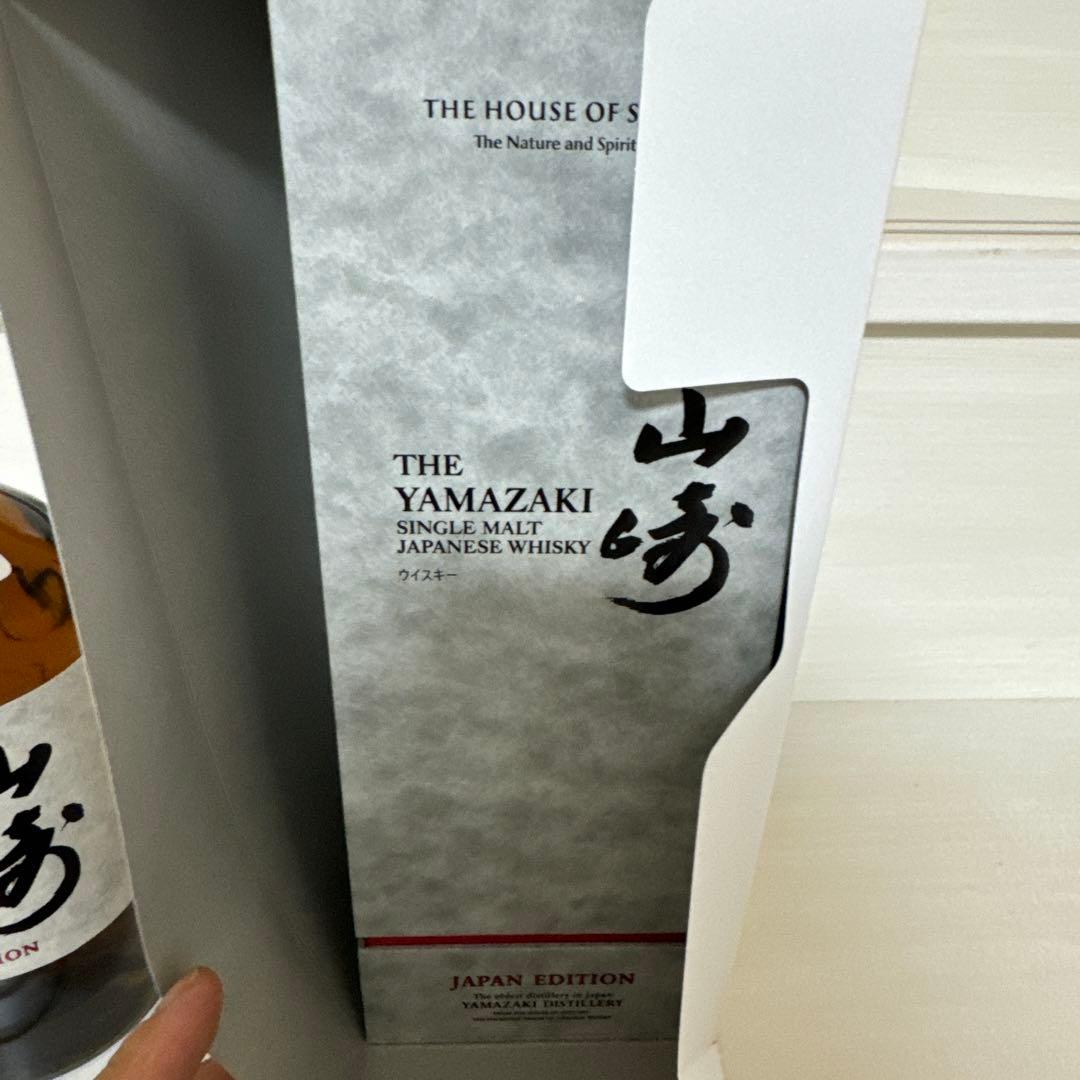 THE HOUSE OF S
The Nature and Spirit
山崎
THE
YAMAZAKI
SINGLE MALT
JAPANESE WHISKY
ウイスキー
JAPAN EDITION
The oldest distillery in Japan
YAMAZAKI DISTILLERY
山崎
ION